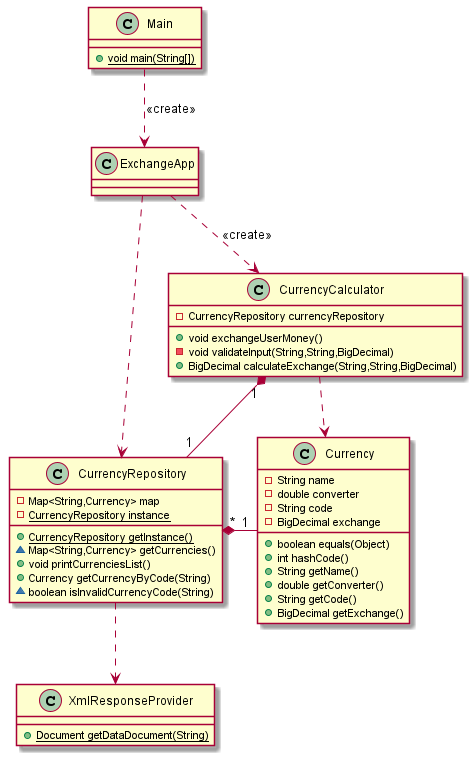 C Main
void main(String[])
«create»
C ExchangeApp
«create»
C CurrencyCalculator
CurrencyRepository currencyRepository
void exchangeUserMoney()
void validateInput(String,String,BigDecimal)
BigDecimal calculateExchange(String,String,BigDecimal)
1
1
C CurrencyRepository
Map<String,Currency> map
CurrencyRepository instance
CurrencyRepository getInstance()
Map<String,Currency> getCurrencies()
void printCurrenciesList()
Currency getCurrencyByCode(String)
boolean isInvalidCurrencyCode(String)
* 1
C Currency
String name
double converter
String code
BigDecimal exchange
boolean equals(Object)
int hashCode()
String getName()
double getConverter()
String getCode()
BigDecimal getExchange()
C XmlResponseProvider
Document getDataDocument(String)